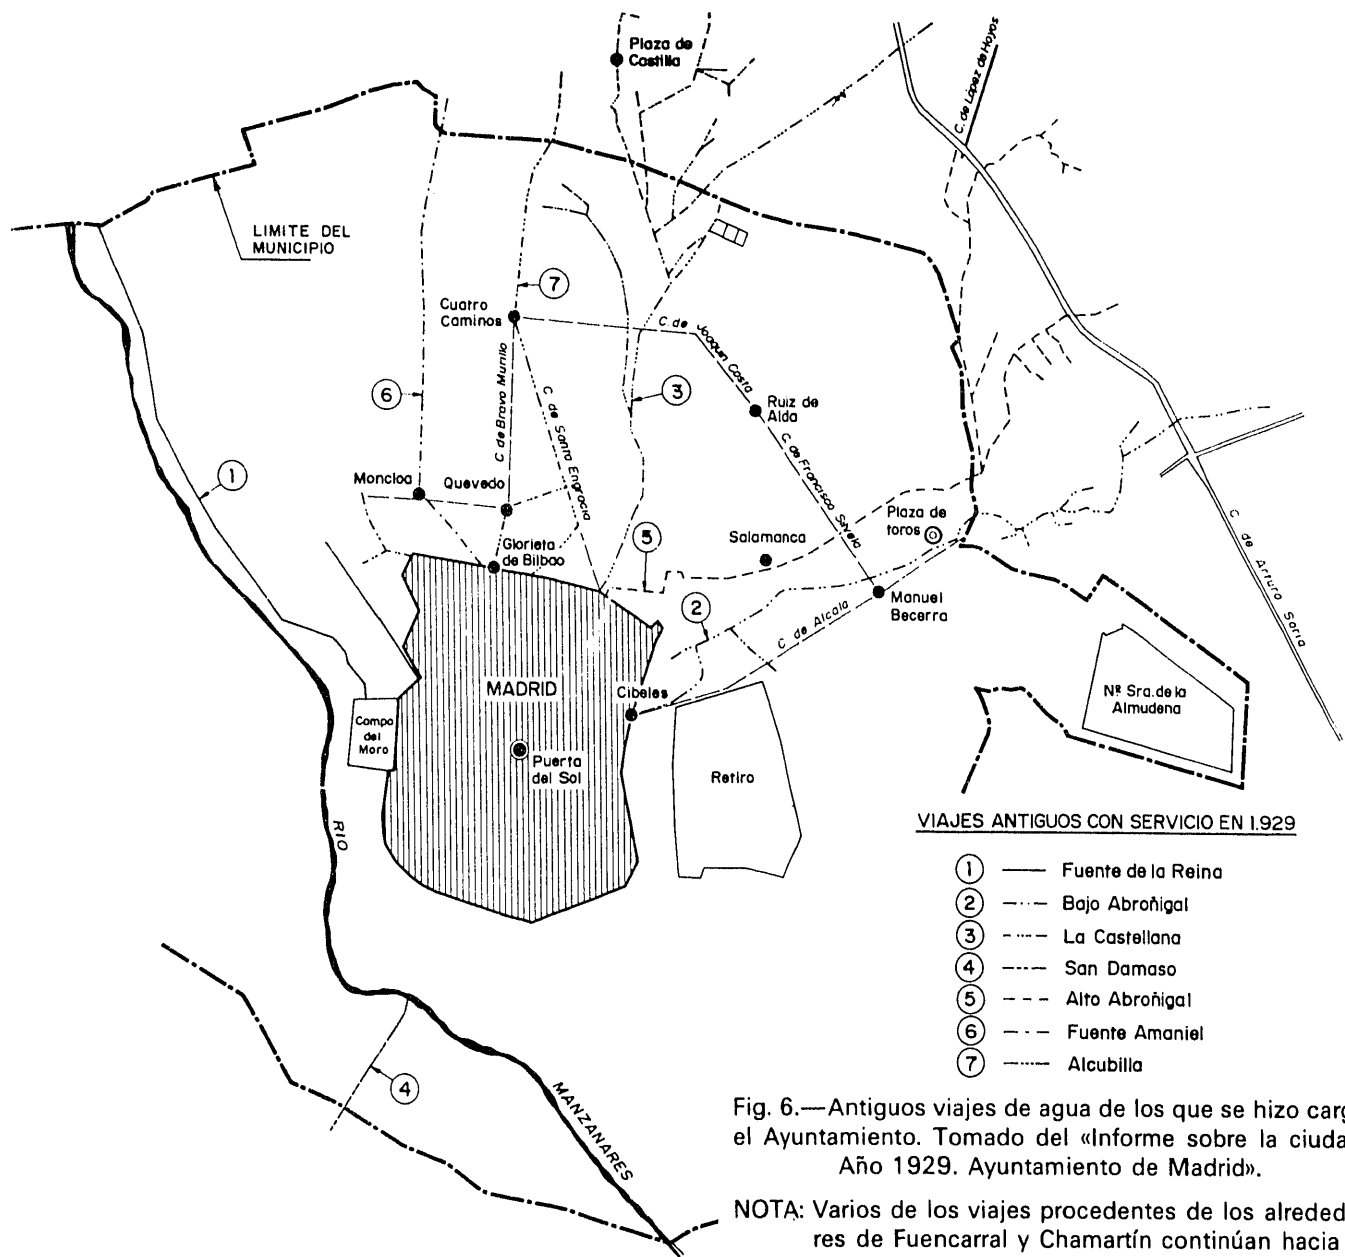 Plaza de
Castilla
C. de López de Hoyos
LIMITE DEL
MUNICIPIO
7
Cuatro
Caminos
C. de Joaquin Costa
C. de Bravo Murillo
C. de Santa Engracia
6
3
Ruiz de
Alda
C. de Francisco Silvela
1
Moncloa
Quevedo
Plaza de
toros
Salamanca
Glorieta
de Bilbao
5
C. de Arturo Soria
2
Manuel
Becerra
C. de Alcala
MADRID
Cibeles
Nª Sra. de la
Almudena
Campo
del
Moro
Puerta
del Sol
Retiro
RIO
MANZANARES
4
VIAJES ANTIGUOS CON SERVICIO EN 1.929
1 Fuente de la Reina
2 Bajo Abroñigal
3 La Castellana
4 San Damaso
5 Alto Abroñigal
6 Fuente Amaniel
7 Alcubilla
Fig. 6.—Antiguos viajes de agua de los que se hizo carg
el Ayuntamiento. Tomado del «Informe sobre la ciuda
Año 1929. Ayuntamiento de Madrid».
NOTA: Varios de los viajes procedentes de los alreded
res de Fuencarral y Chamartín continúan hacia